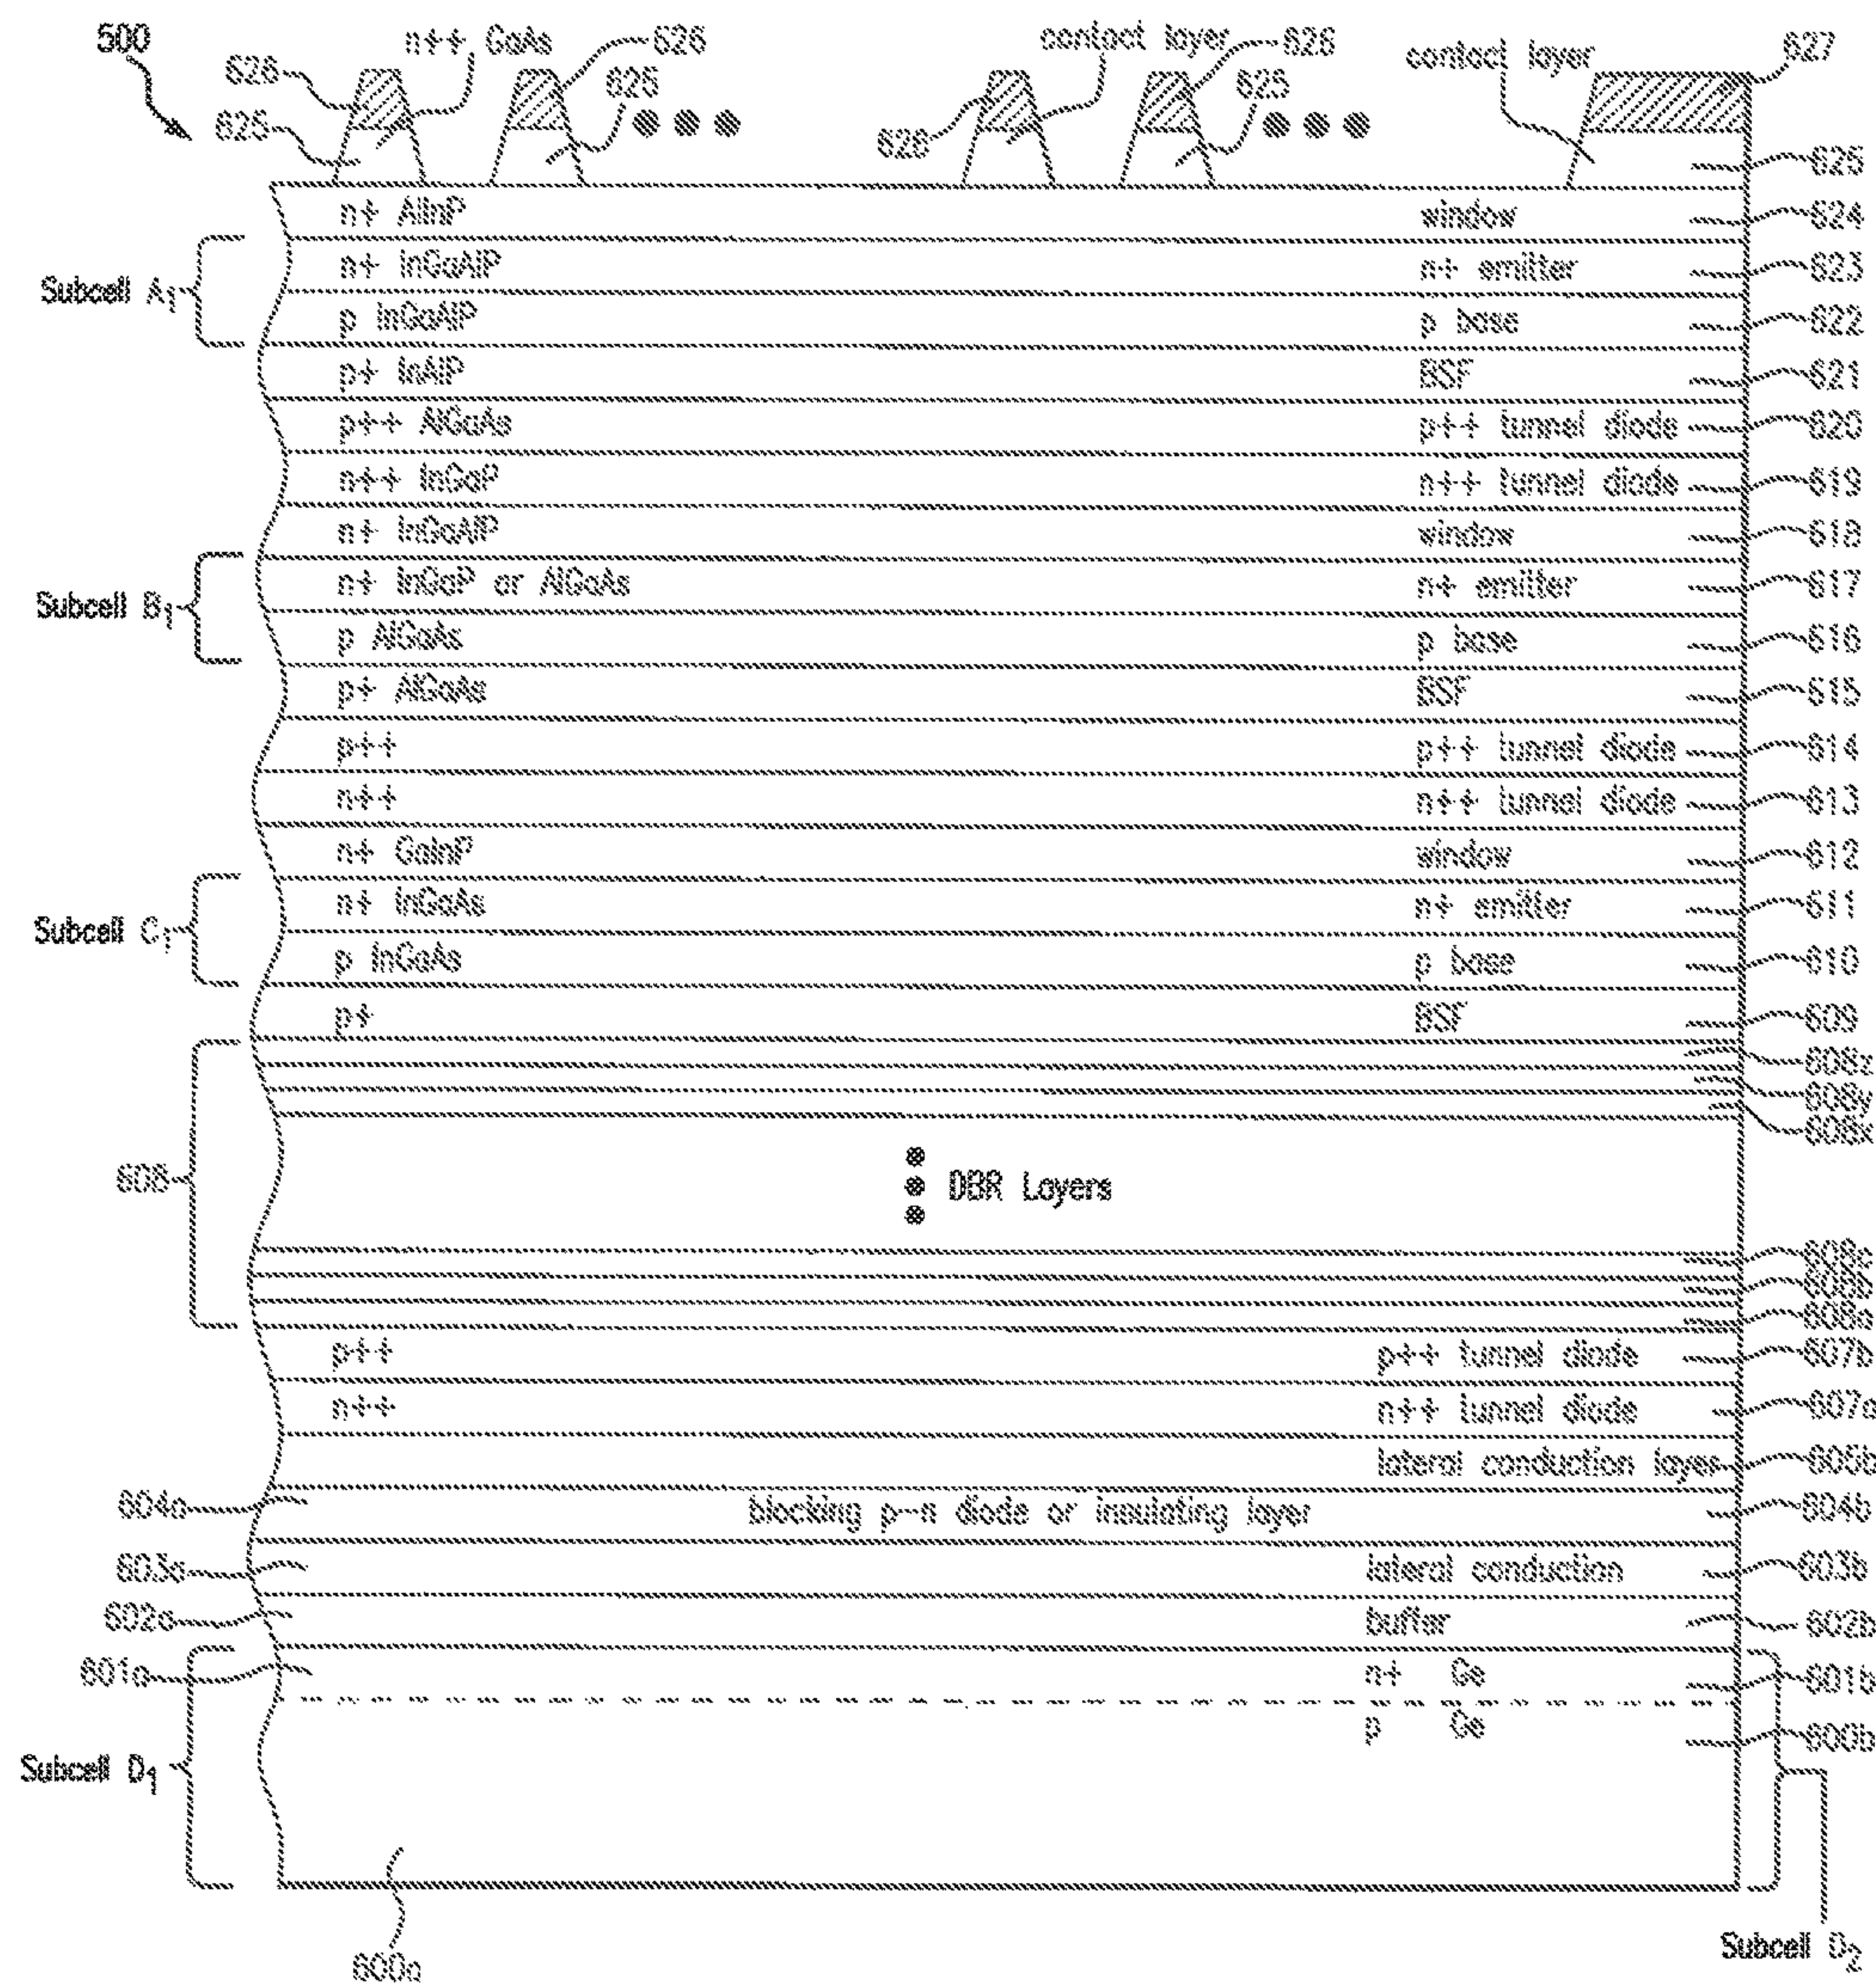 500
n++ GaAs
626
626
625
625
contact layer
626
626
625
contact layer
627
625
n+ AlInP window 624
Subcell A1
n+ InGaAlP n+ emitter 623
p InGaAlP p base 622
p+ InAlP BSF 621
p++ AlGaAs p++ tunnel diode 620
n++ InGaP n++ tunnel diode 619
n+ InGaAlP window 618
Subcell B1
n+ InGaP or AlGaAs n+ emitter 617
p AlGaAs p base 616
p+ AlGaAs BSF 615
p++ p++ tunnel diode 614
n++ n++ tunnel diode 613
n+ GaInP window 612
Subcell C1
n+ InGaAs n+ emitter 611
p InGaAs p base 610
p+ BSF 609
608z
608y
608x
608
DBR Layers
608c
608b
608a
p++ p++ tunnel diode 607b
n++ n++ tunnel diode 607a
lateral conduction layer 605b
604a blocking p-n diode or insulating layer 604b
603a lateral conduction 603b
602a buffer 602b
601a n+ Ge 601b
p Ge 600b
Subcell D1
600a
Subcell D2